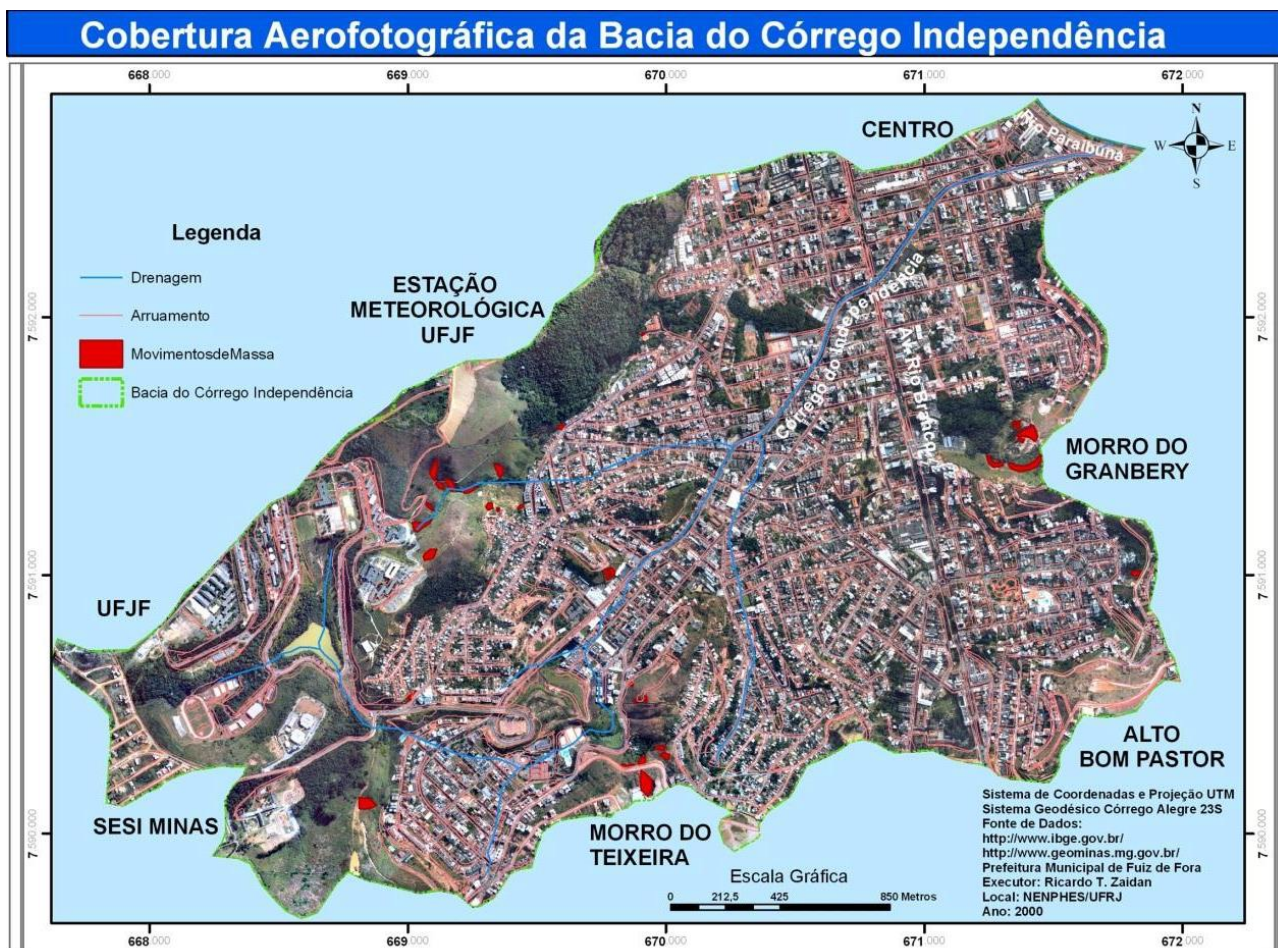 Cobertura Aerofotográfica da Bacia do Córrego Independência
668.000 669.000 670.000 671.000 672.000
CENTRO
Rio Paraibuna
N
W E
S
Legenda
Drenagem
Arruamento
MovimentosdeMassa
Bacia do Córrego Independência
ESTAÇÃO
METEOROLÓGICA
UFJF
7.592.000
7.592.000
Córrego do Independência
Av. Rio Branco
MORRO DO
GRANBERY
7.591.000
7.591.000
UFJF
ALTO
BOM PASTOR
SESI MINAS
MORRO DO
TEIXEIRA
7.590.000
7.590.000
Escala Gráfica
0 212,5 425 850 Metros
Sistema de Coordenadas e Projeção UTM
Sistema Geodésico Córrego Alegre 23S
Fonte de Dados:
http://www.ibge.gov.br/
http://www.geominas.mg.gov.br/
Prefeitura Municipal de Fuiz de Fora
Executor: Ricardo T. Zaidan
Local: NENPHES/UFRJ
Ano: 2000
668.000 669.000 670.000 671.000 672.000